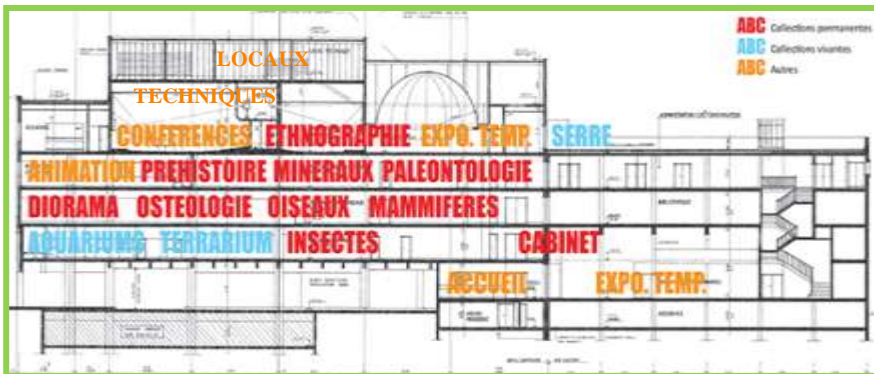 ABC Collections permanentes
ABC Collections vivantes
ABC Autres
LOCAUX
TECHNIQUES
CONFERENCES ETHNOGRAPHIE EXPO. TEMP. SERRE
ANIMATION PREHISTOIRE MINERAUX PALEONTOLOGIE
DIORAMA OSTEOLOGIE OISEAUX MAMMIFERES
AQUARIUMS TERRARIUM INSECTES CABINET
ACCUEIL EXPO. TEMP.